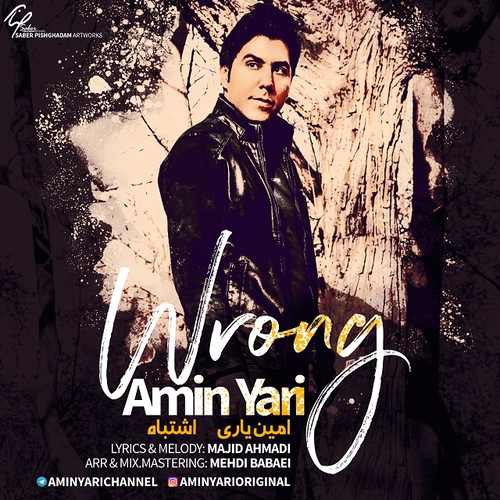 Saber
SABER PISHGHADAM ARTWORKS
Wrong
Amin Yari
امین یاری اشتباه
LYRICS & MELODY: MAJID AHMADI
ARR & MIX.MASTERING: MEHDI BABAEI
AMINYARICHANNEL AMINYARIORIGINAL